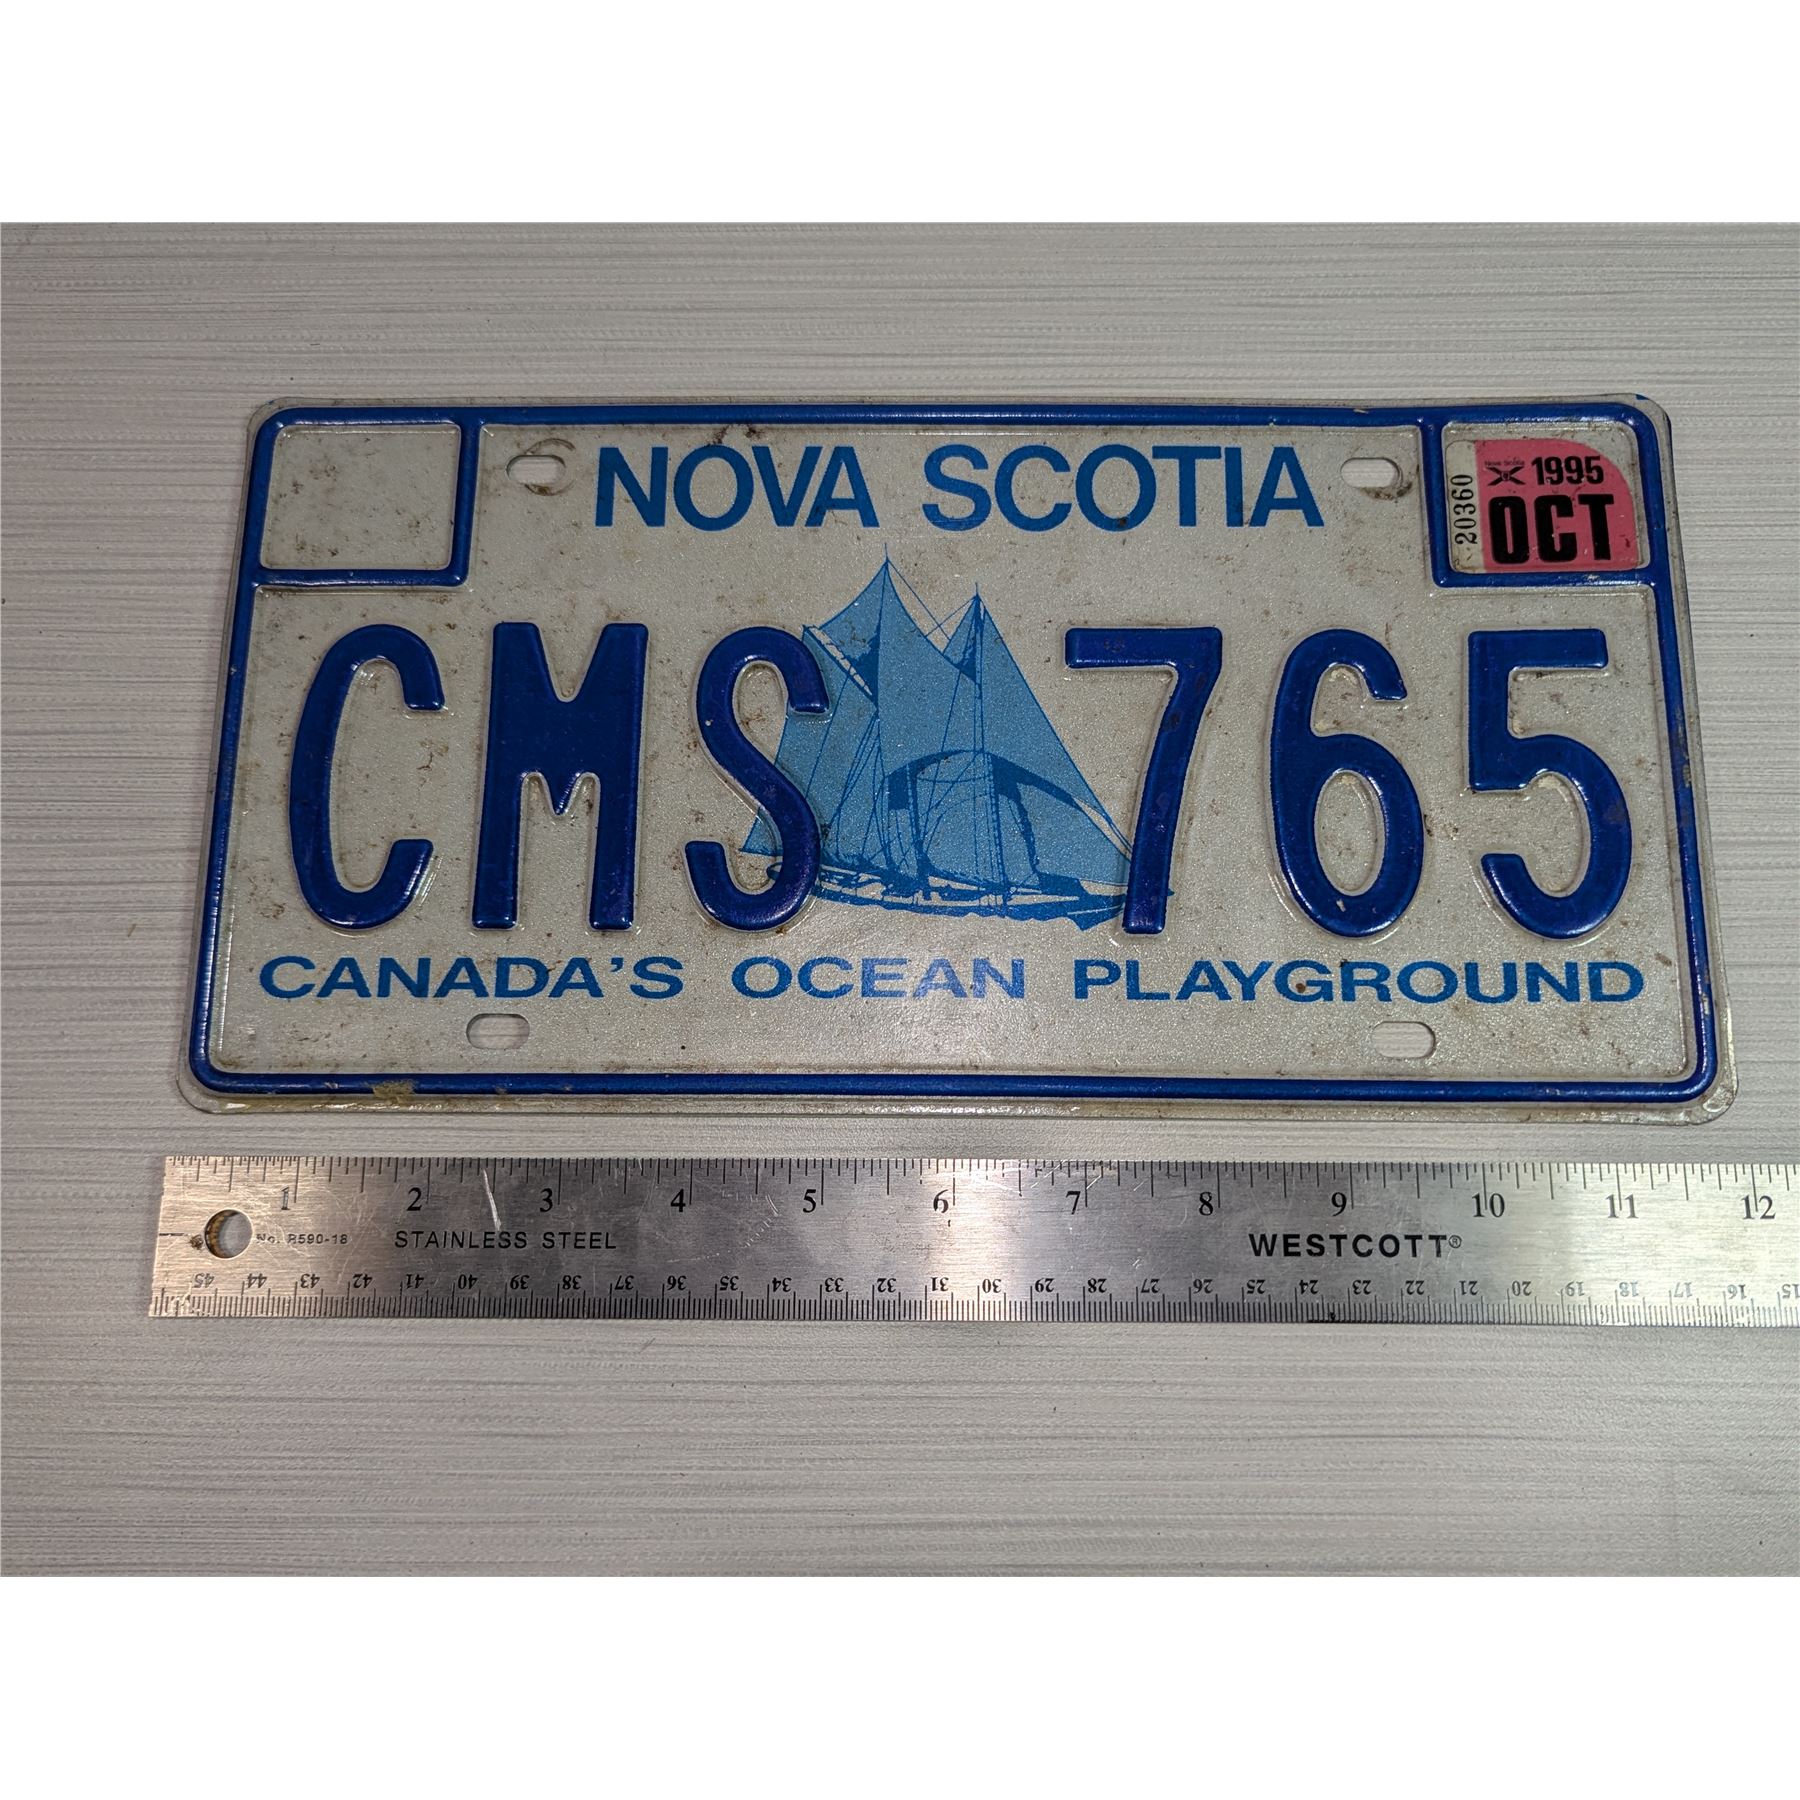 NOVA SCOTIA
Nova Scotia
1995
OCT
20360
CMS 765
CANADA'S OCEAN PLAYGROUND
1 2 3 4 5 6 7 8 9 10 11 12
No. R590-18 STAINLESS STEEL WESTCOTT®
45 44 43 42 41 40 39 38 37 36 35 34 33 32 31 30 29 28 27 26 25 24 23 22 21 20 19 18 17 16 15